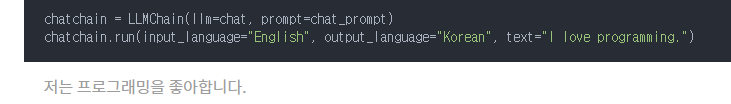 chatchain = LLMChain(llm=chat, prompt=chat_prompt)
chatchain.run(input_language="English", output_language="Korean", text="I love programming.")
저는 프로그래밍을 좋아합니다.